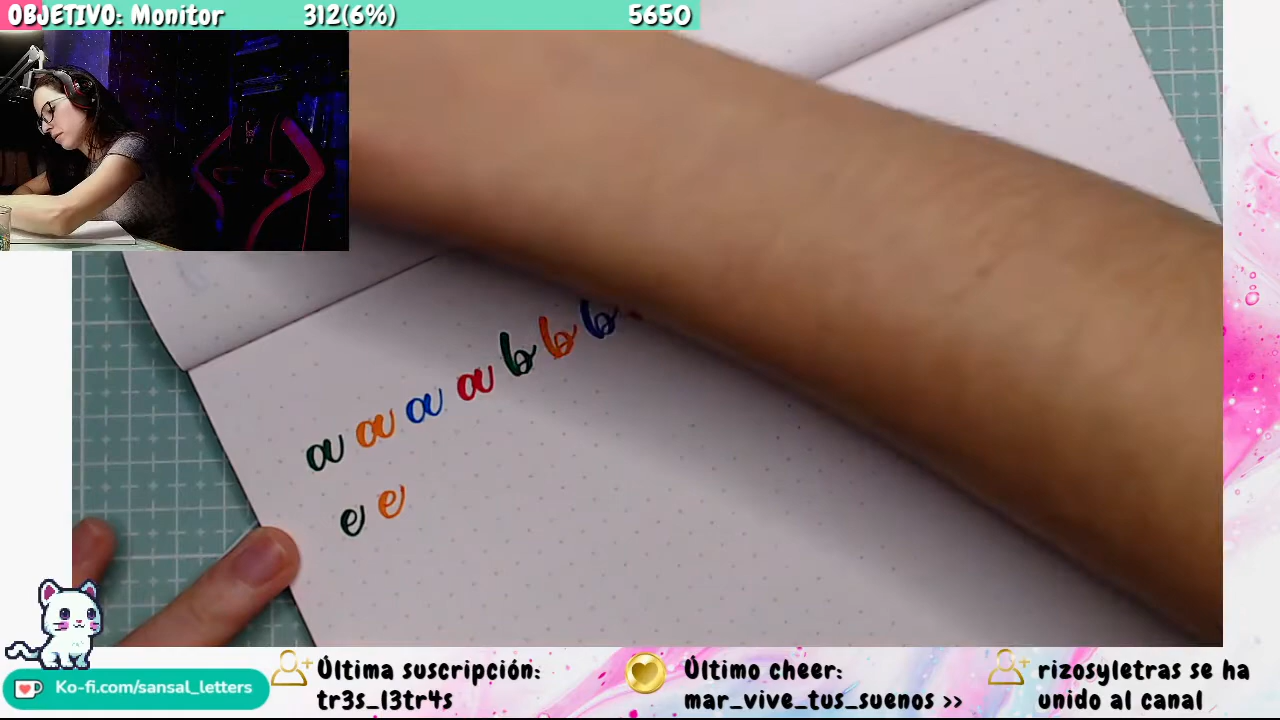 OBJETIVO: Monitor 312(6%) 5650
a a a a b b b
e e
Ko-fi.com/sansal_letters
Última suscripción:
tr3s_l3tr4s
Último cheer:
mar_vive_tus_suenos >>
rizosyletras se ha
unido al canal